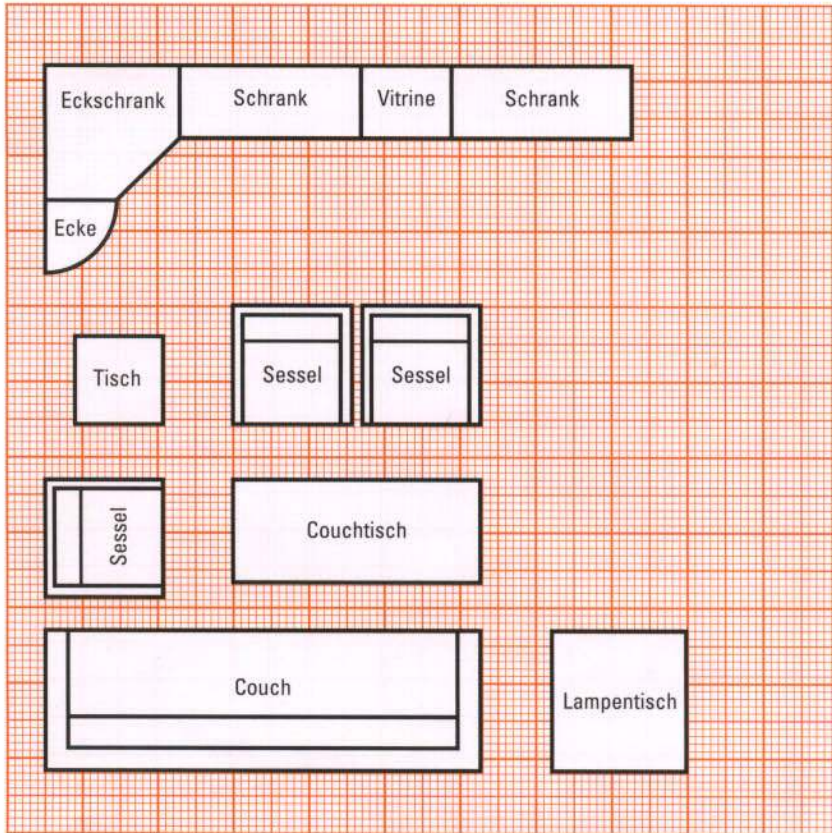 Eckschrank
Schrank
Vitrine
Schrank
Ecke
Tisch
Sessel
Sessel
Sessel
Couchtisch
Couch
Lampentisch